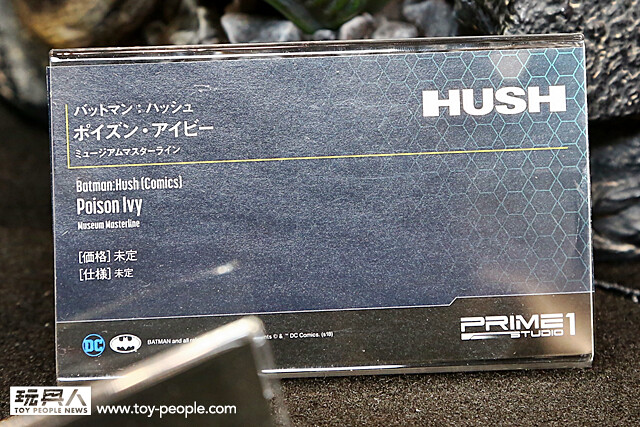 HUSH
バットマン：ハッシュ
ポイズン・アイビー
ミュージアムマスターライン
Batman:Hush (Comics)
Poison Ivy
Museum Masterline
[価格] 未定
[仕様] 未定
DC
BATMAN and all © & ™ DC Comics. (s19)
PRIME 1
STUDIO
玩具人
TOY PEOPLE NEWS
www.toy-people.com